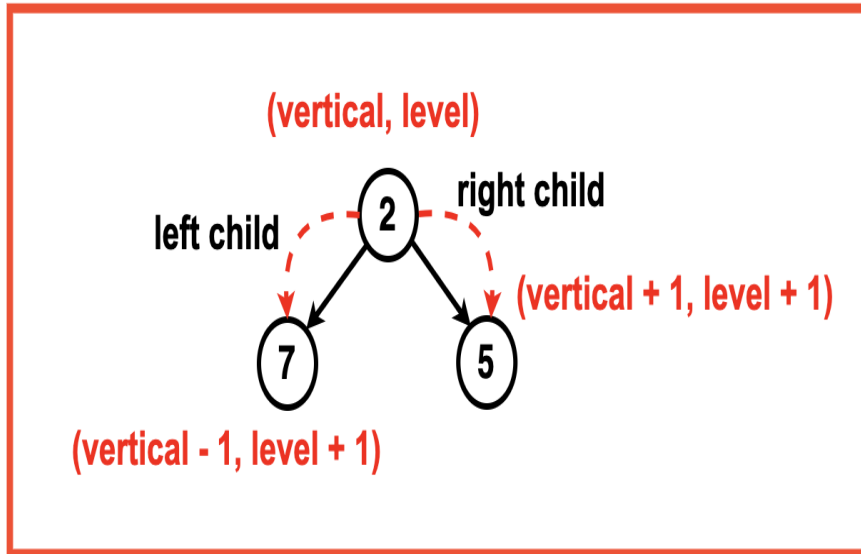 (vertical, level)
right child
2
left child
(vertical + 1, level + 1)
7
5
(vertical - 1, level + 1)